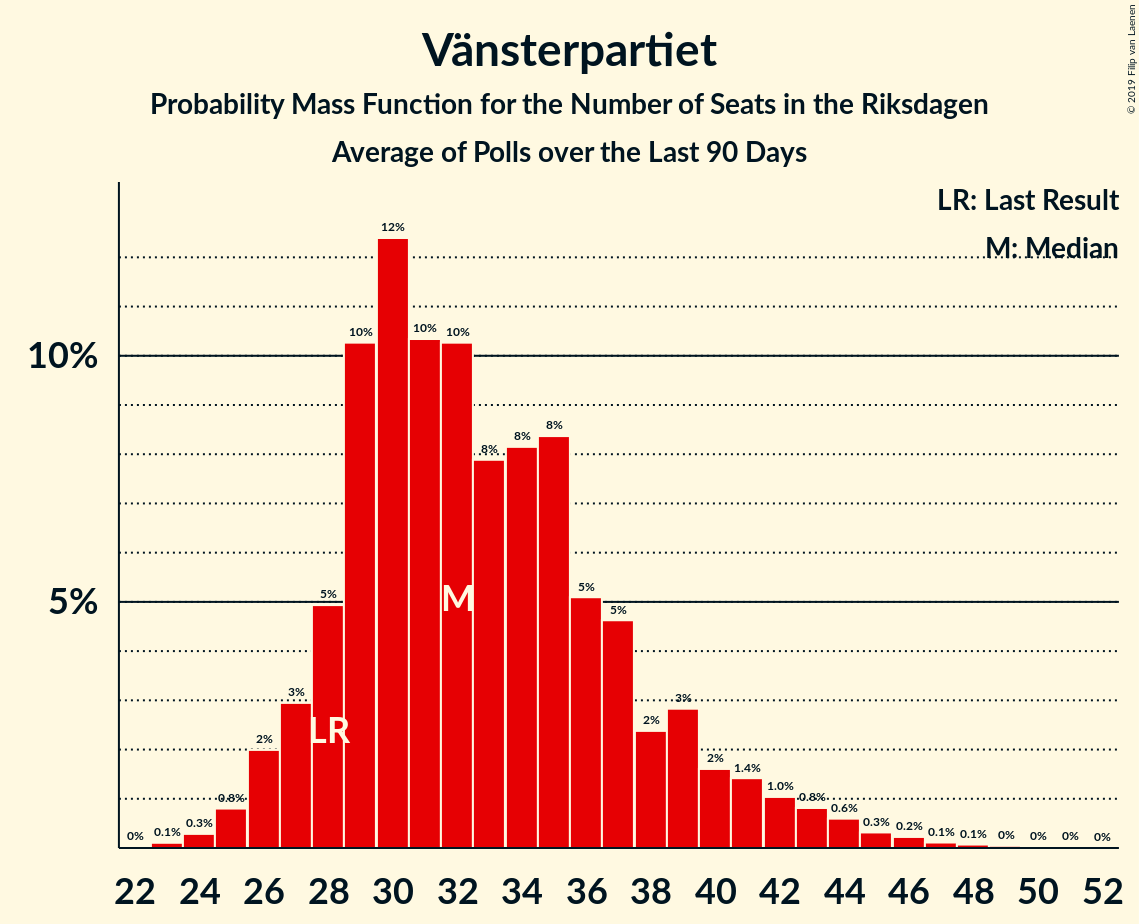 Vänsterpartiet
Probability Mass Function for the Number of Seats in the Riksdagen
Average of Polls over the Last 90 Days
© 2019 Filip van Laenen
LR: Last Result
M: Median
12%
10% 10% 10%
10%
8% 8% 8%
5%
5% 5% 5%
M
3% 3%
LR
2% 2% 2%
1.4%
0.8% 1.0% 0.8%
0% 0.1% 0.3% 0.6% 0.3% 0.2% 0.1% 0.1% 0% 0% 0% 0%
22 24 26 28 30 32 34 36 38 40 42 44 46 48 50 52